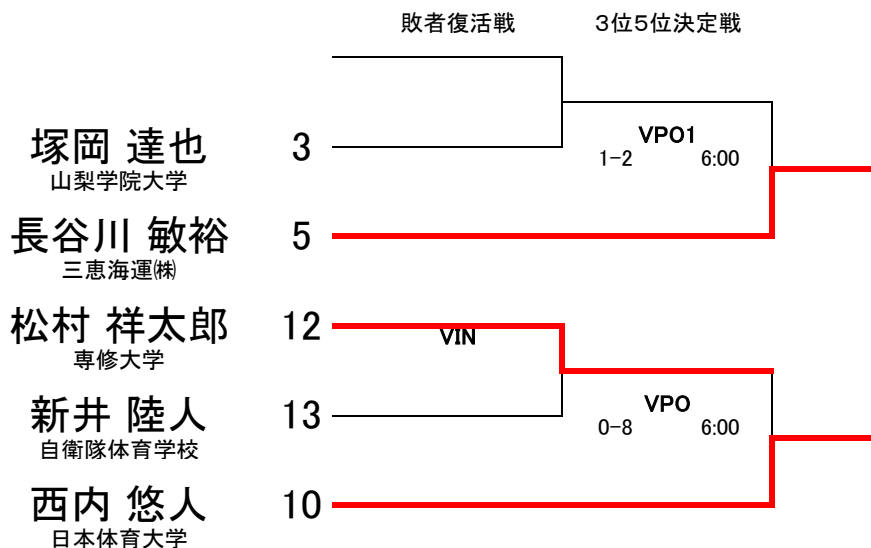 敗者復活戦 3位5位決定戦
塚岡 達也 3
山梨学院大学
VPO1
1-2 6:00
長谷川 敏裕 5
三恵海運㈱
松村 祥太郎 12
専修大学
VIN
新井 陸人 13
自衛隊体育学校
VPO
0-8 6:00
西内 悠人 10
日本体育大学